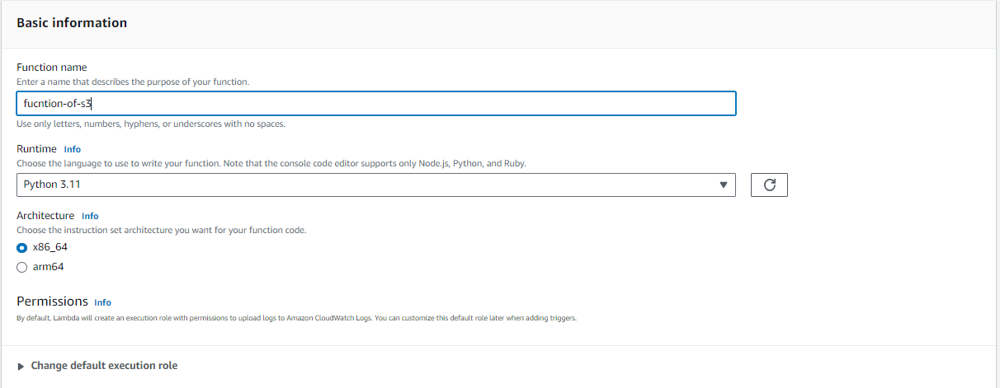 Basic information
Function name
Enter a name that describes the purpose of your function.
fucntion-of-s3
Use only letters, numbers, hyphens, or underscores with no spaces.
Runtime Info
Choose the language to use to write your function. Note that the console code editor supports only Node.js, Python, and Ruby.
Python 3.11
Architecture Info
Choose the instruction set architecture you want for your function code.
x86_64
arm64
Permissions Info
By default, Lambda will create an execution role with permissions to upload logs to Amazon CloudWatch Logs. You can customize this default role later when adding triggers.
Change default execution role